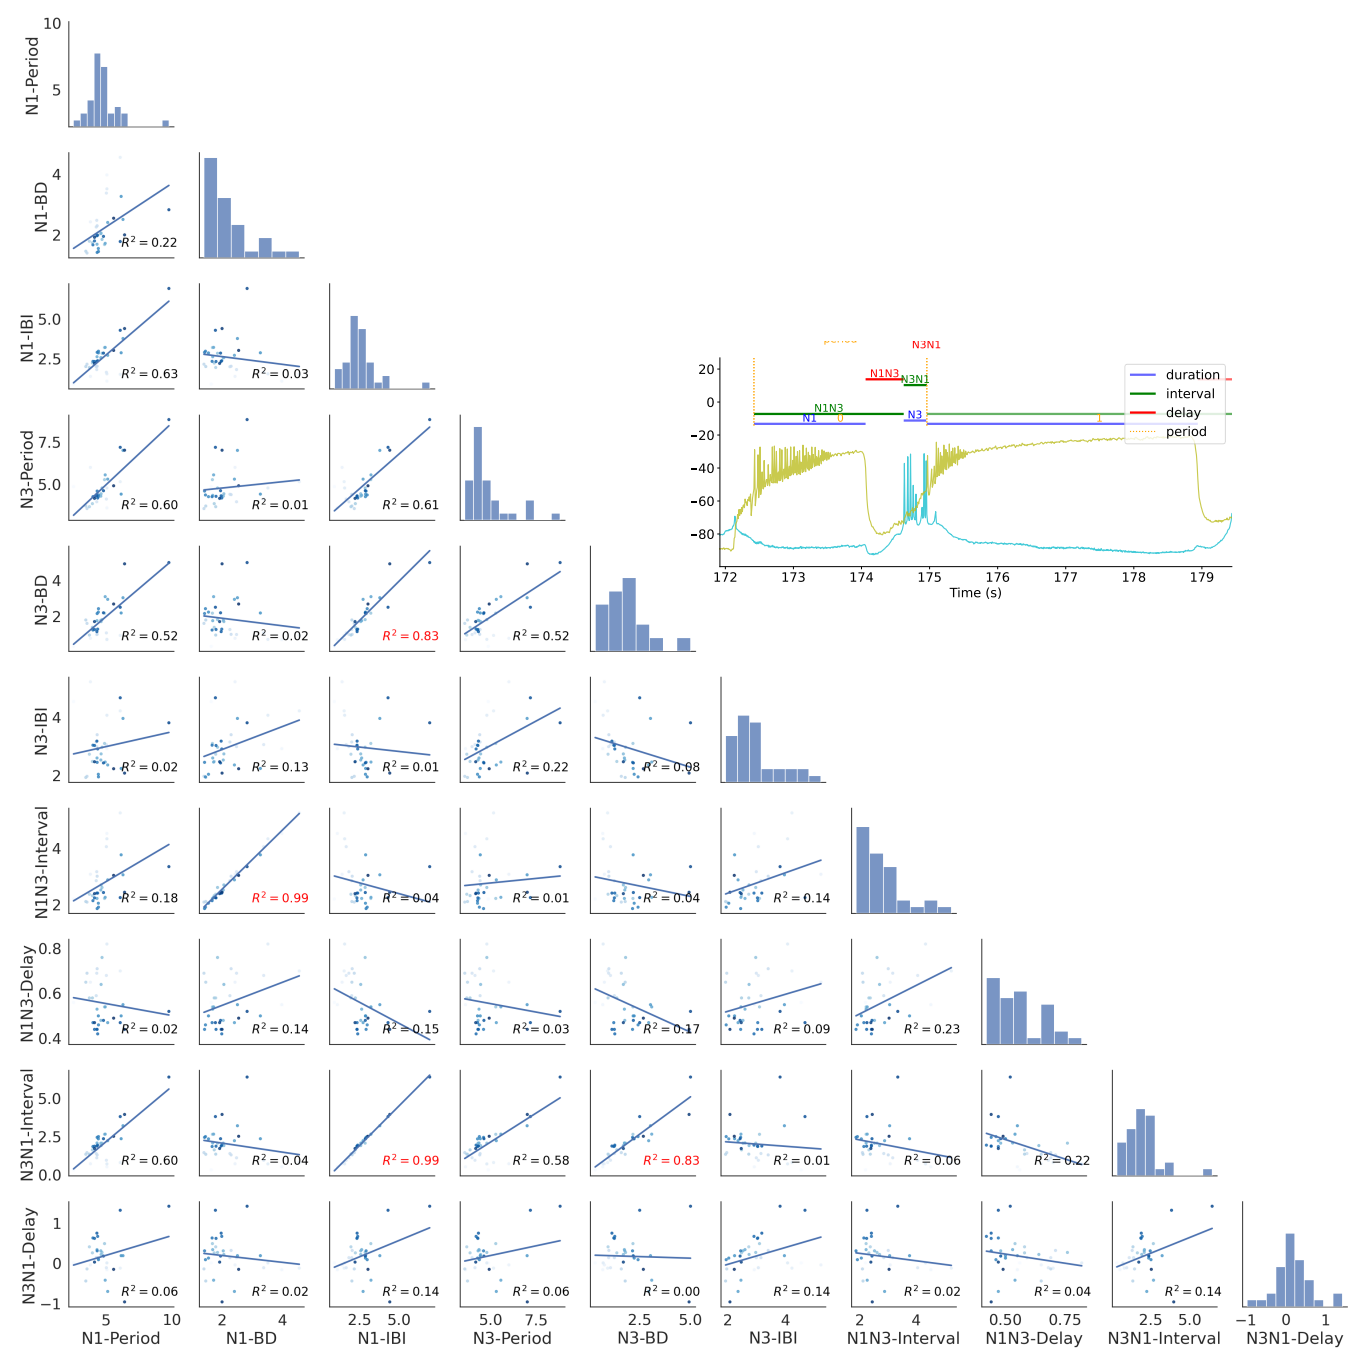 10
5
N1-Period
4
2
N1-BD
R² = 0.22
5.0
2.5
N1-IBI
R² = 0.63
R² = 0.03
7.5
5.0
N3-Period
R² = 0.60
R² = 0.01
R² = 0.61
4
2
N3-BD
R² = 0.52
R² = 0.02
R² = 0.83
R² = 0.52
4
2
N3-IBI
R² = 0.02
R² = 0.13
R² = 0.01
R² = 0.22
R² = 0.08
4
2
N1N3-Interval
R² = 0.18
R² = 0.99
R² = 0.04
R² = 0.01
R² = 0.04
R² = 0.14
0.8
0.6
0.4
N1N3-Delay
R² = 0.02
R² = 0.14
R² = 0.15
R² = 0.03
R² = 0.17
R² = 0.09
R² = 0.23
5.0
2.5
0.0
N3N1-Interval
R² = 0.60
R² = 0.04
R² = 0.99
R² = 0.58
R² = 0.83
R² = 0.01
R² = 0.06
R² = 0.22
1
0
−1
N3N1-Delay
R² = 0.06
R² = 0.02
R² = 0.14
R² = 0.06
R² = 0.00
R² = 0.14
R² = 0.02
R² = 0.04
R² = 0.14
5 10
2 4
2.5 5.0
5.0 7.5
2.5 5.0
2 4
2 4
0.50 0.75
2.5 5.0
−1 0 1
N1-Period
N1-BD
N1-IBI
N3-Period
N3-BD
N3-IBI
N1N3-Interval
N1N3-Delay
N3N1-Interval
N3N1-Delay
period
N3N1
N1N3
N3N1
N1N3
N1
0
N3
1
duration
interval
delay
period
20
0
−20
−40
−60
−80
172 173 174 175 176 177 178 179
Time (s)